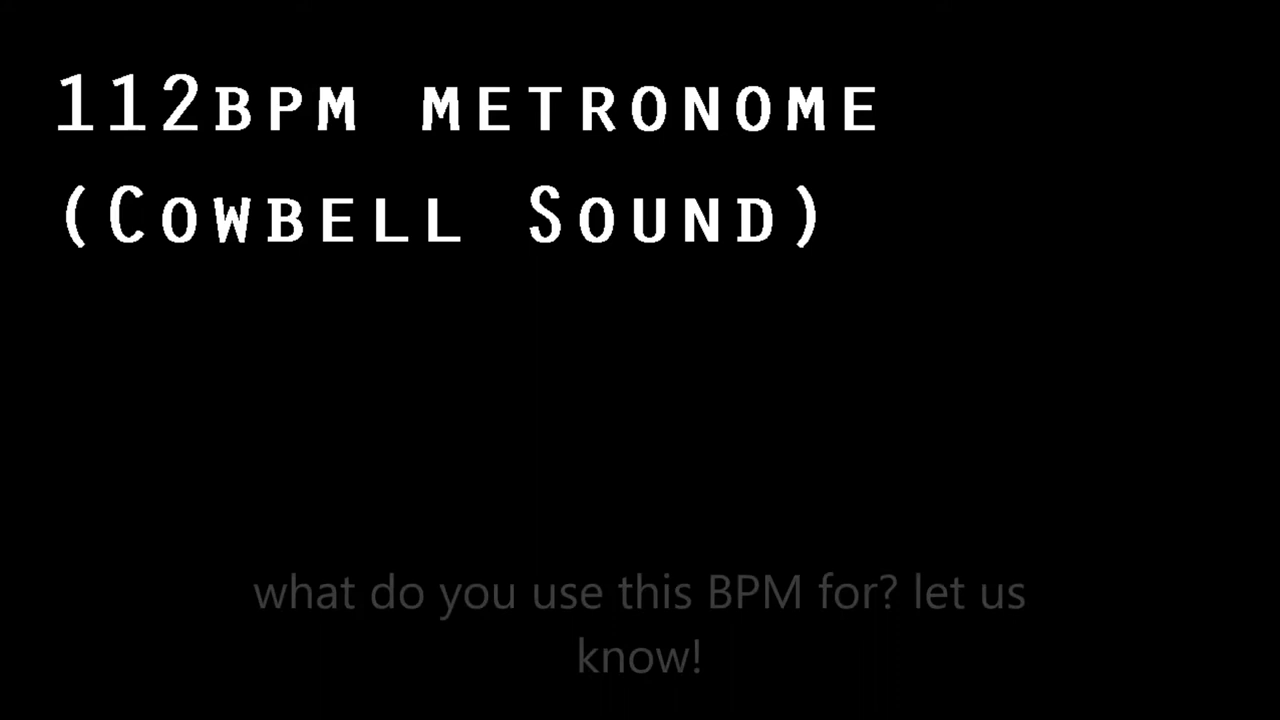 112BPM METRONOME
(COWBELL SOUND)
what do you use this BPM for? let us
know!